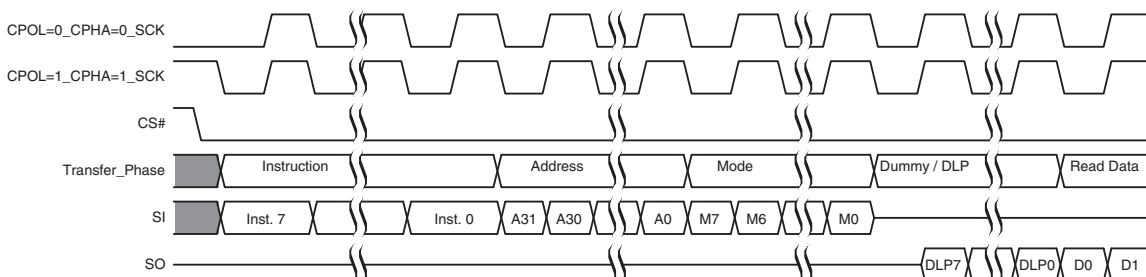 CPOL=0_CPHA=0_SCK
CPOL=1_CPHA=1_SCK
CS#
Transfer_Phase Instruction Address Mode Dummy / DLP Read Data
SI Inst. 7 Inst. 0 A31 A30 A0 M7 M6 M0
SO DLP7 DLP0 D0 D1